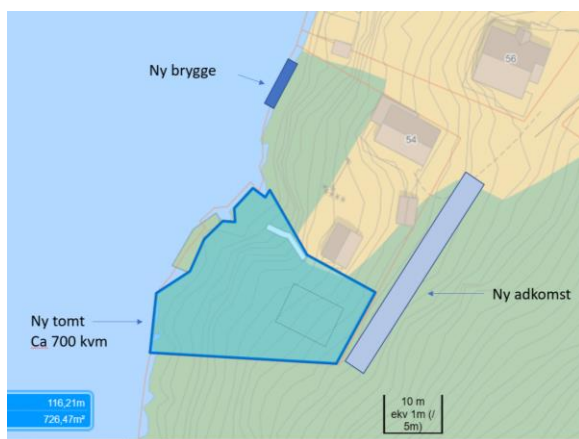 Ny brygge
56
54
Ny adkomst
Ny tomt
Ca 700 kvm
116,21m
726,47m²
10 m
ekv 1m (/
5m)